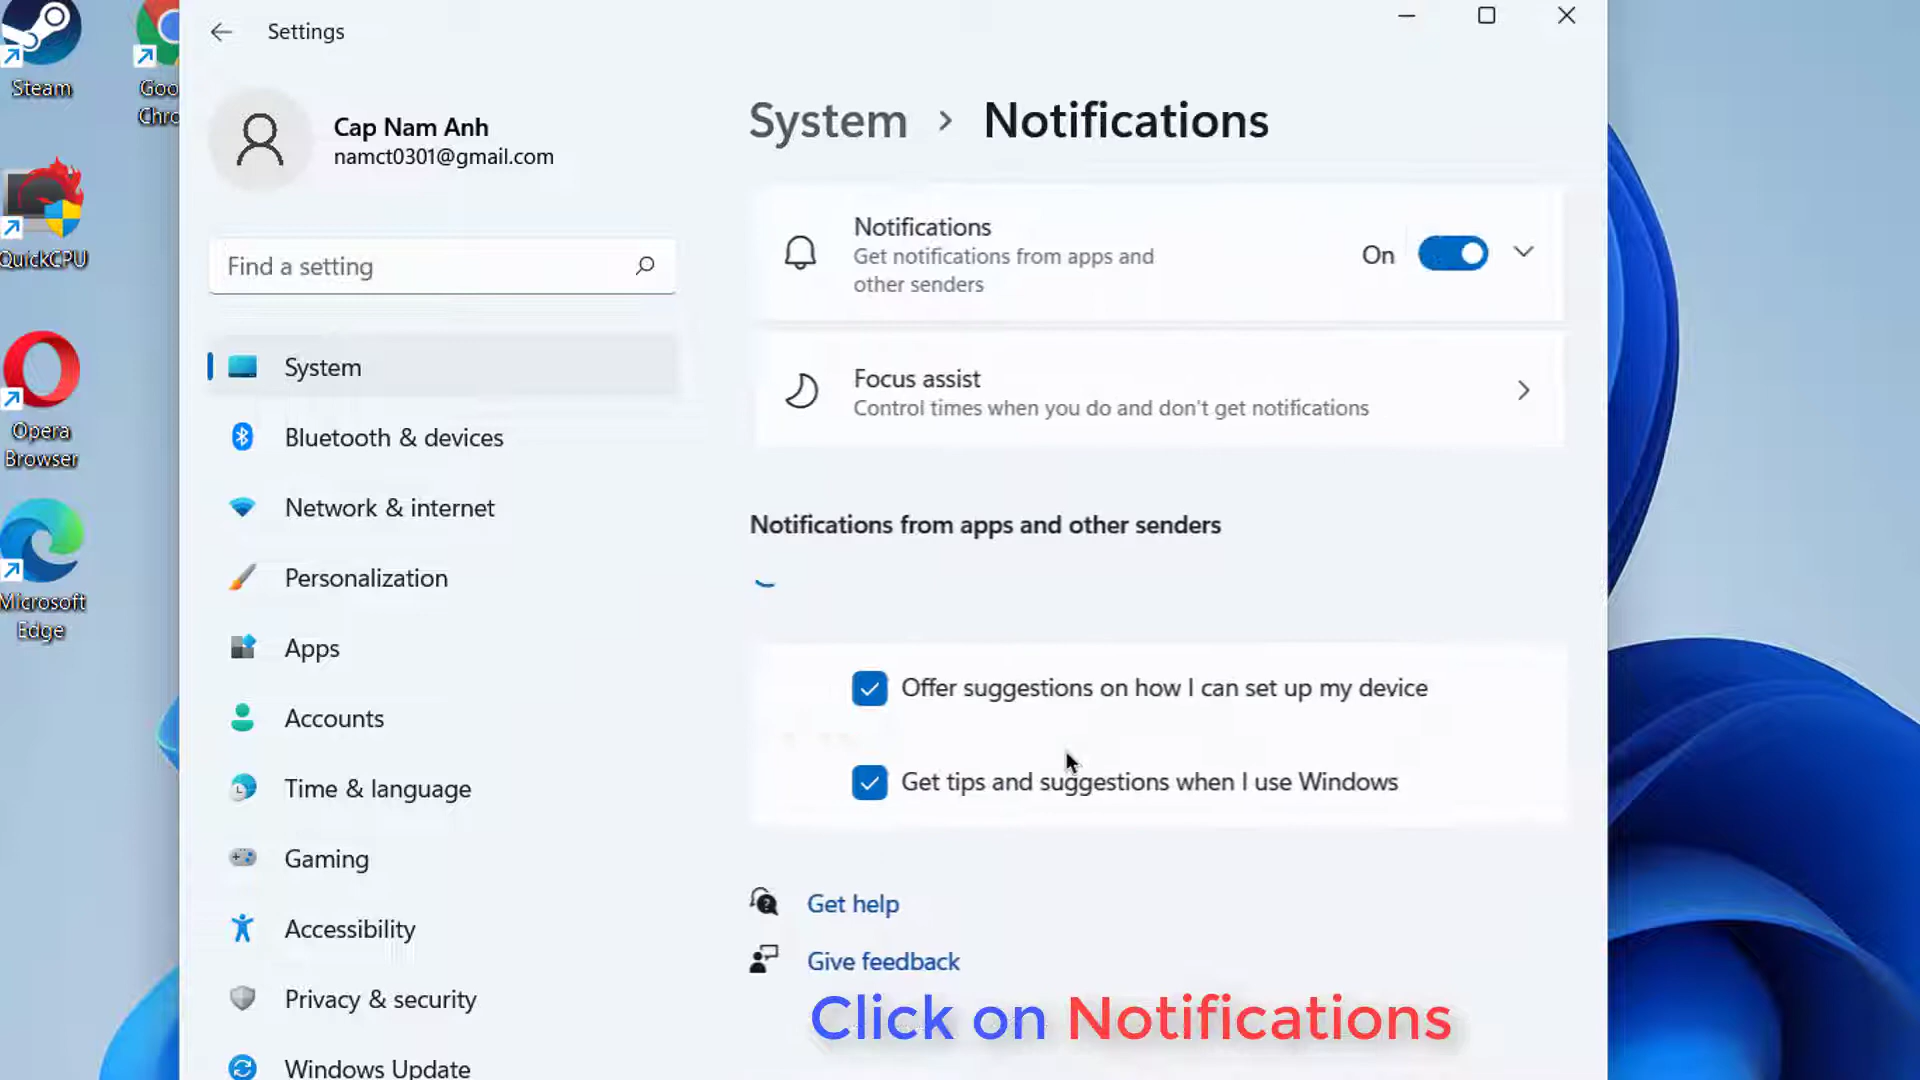 Steam
Goo
Chro
QuickCPU
Opera
Browser
Microsoft
Edge
Settings
Cap Nam Anh
namct0301@gmail.com
Find a setting
System
Bluetooth & devices
Network & internet
Personalization
Apps
Accounts
Time & language
Gaming
Accessibility
Privacy & security
Windows Update
System > Notifications
Notifications
Get notifications from apps and
other senders
On
Focus assist
Control times when you do and don't get notifications
Notifications from apps and other senders
Offer suggestions on how I can set up my device
Get tips and suggestions when I use Windows
Get help
Give feedback
Click on Notifications